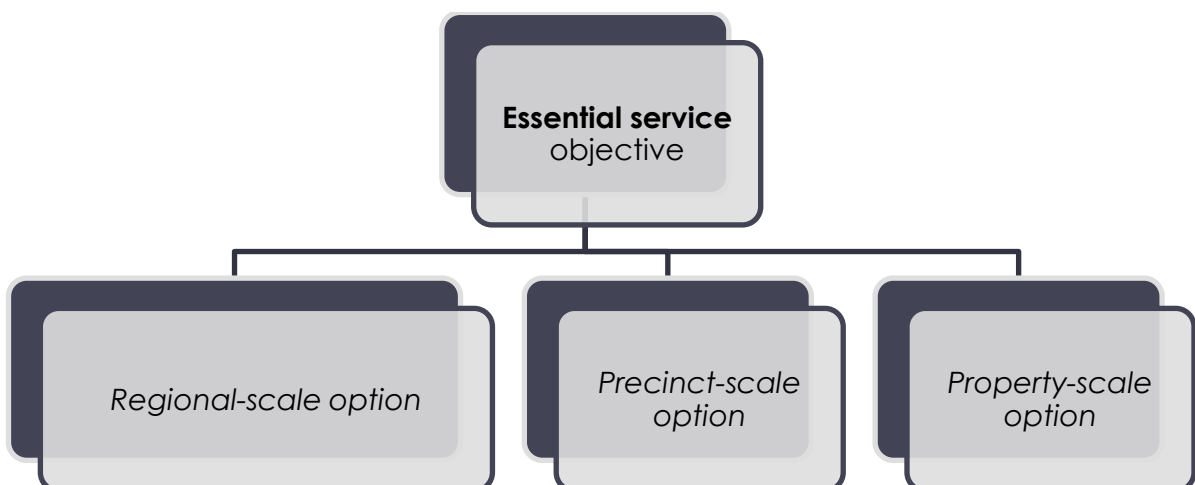 Essential service
objective
Regional-scale option
Precinct-scale
option
Property-scale
option